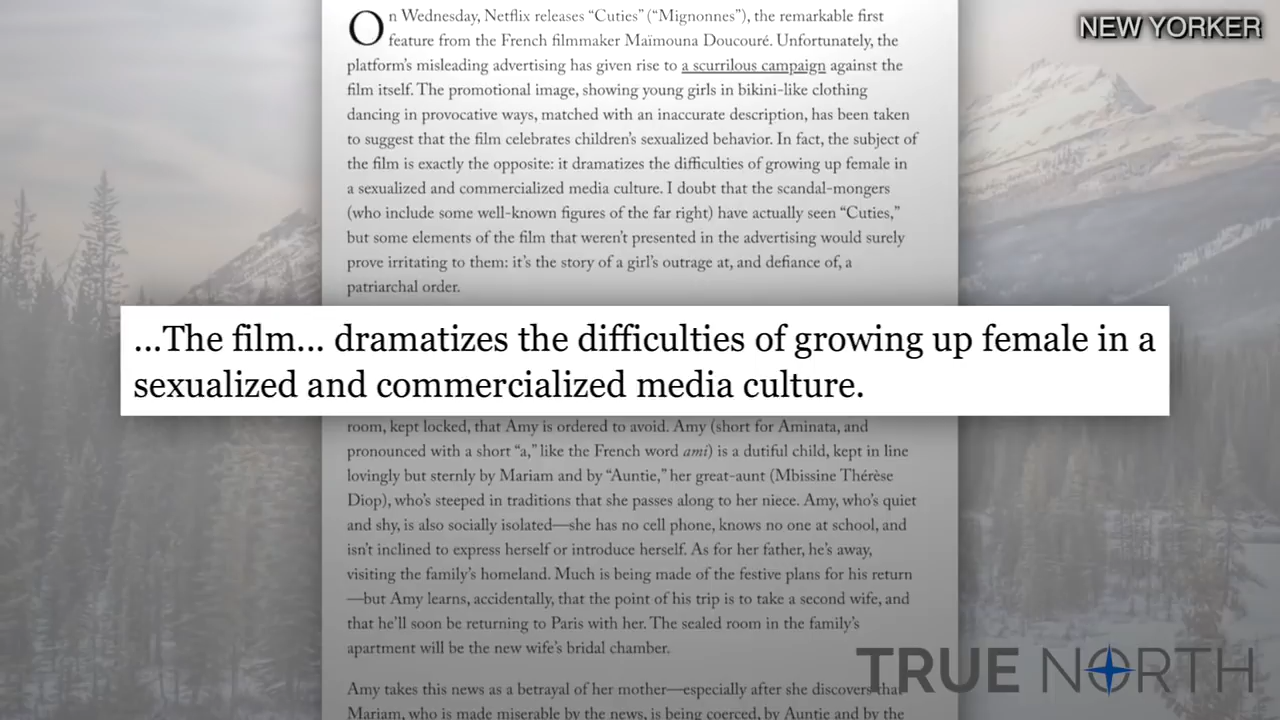 NEW YORKER
On Wednesday, Netflix releases “Cuties” (“Mignonnes”), the remarkable first
feature from the French filmmaker Maïmouna Doucouré. Unfortunately, the
platform’s misleading advertising has given rise to a scurrilous campaign against the
film itself. The promotional image, showing young girls in bikini-like clothing
dancing in provocative ways, matched with an inaccurate description, has been taken
to suggest that the film celebrates children’s sexualized behavior. In fact, the subject of
the film is exactly the opposite: it dramatizes the difficulties of growing up female in
a sexualized and commercialized media culture. I doubt that the scandal-mongers
(who include some well-known figures of the far right) have actually seen “Cuties,”
but some elements of the film that weren’t presented in the advertising would surely
prove irritating to them: it’s the story of a girl’s outrage at, and defiance of, a
patriarchal order.
...The film... dramatizes the difficulties of growing up female in a
sexualized and commercialized media culture.
room, kept locked, that Amy is ordered to avoid. Amy (short for Aminata, and
pronounced with a short “a,” like the French word ami) is a dutiful child, kept in line
lovingly but sternly by Mariam and by “Auntie,” her great-aunt (Mbissine Thérèse
Diop), who’s steeped in traditions that she passes along to her niece. Amy, who’s quiet
and shy, is also socially isolated—she has no cell phone, knows no one at school, and
isn’t inclined to express herself or introduce herself. As for her father, he’s away,
visiting the family’s homeland. Much is being made of the festive plans for his return
—but Amy learns, accidentally, that the point of his trip is to take a second wife, and
that he’ll soon be returning to Paris with her. The sealed room in the family’s
apartment will be the new wife’s bridal chamber.
Amy takes this news as a betrayal of her mother—especially after she discovers that
Mariam, who is made miserable by the news, is being coerced, by Auntie and by the
TRUE NORTH